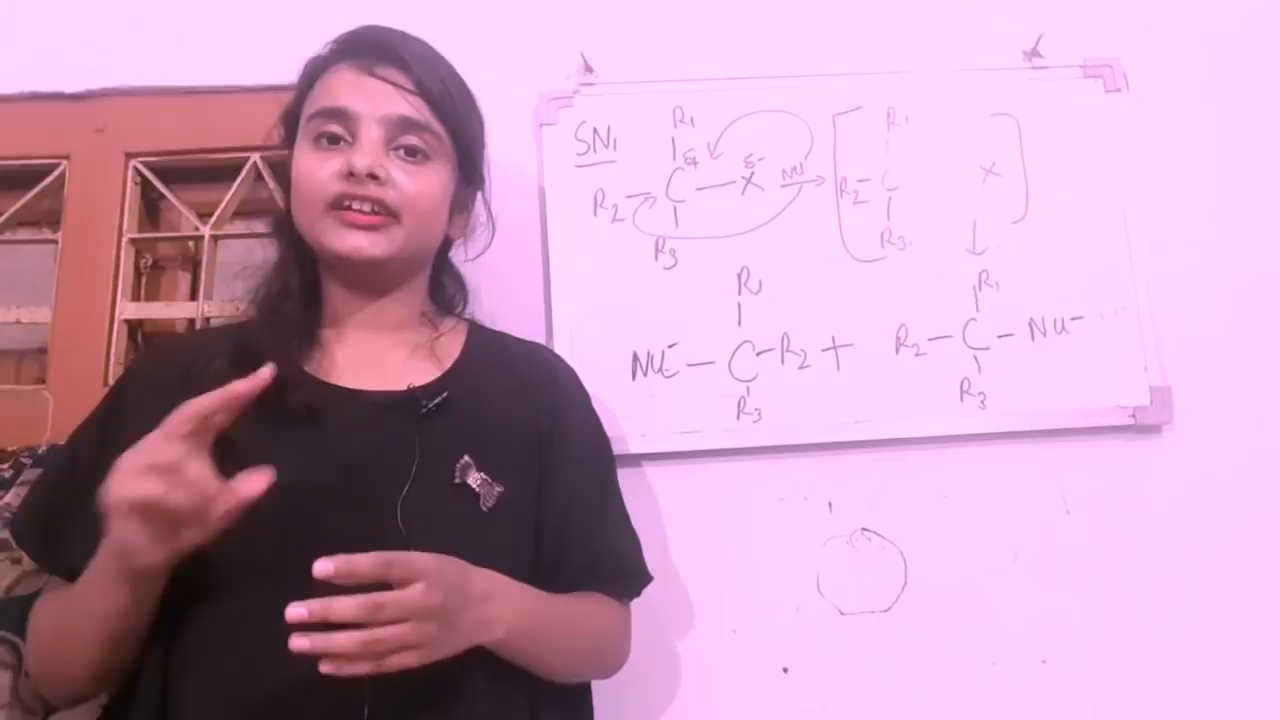 SN1
R1
δ+ δ-
R2 — C — X Nu → [ R2 — C X ]
R3
R1
R3
R1
Nu- — C — R2 + R2 — C — Nu-
R3
R1
R3